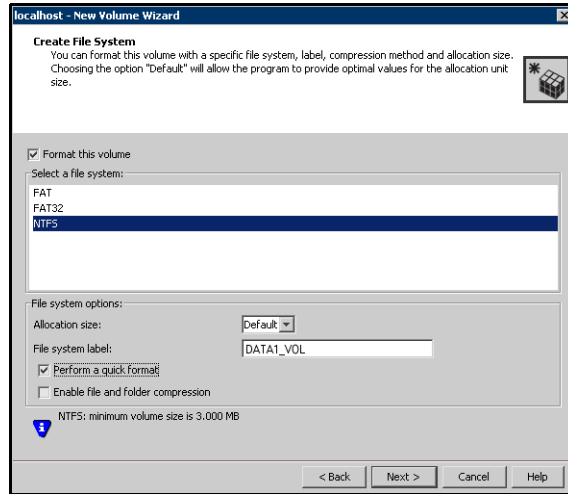 localhost - New Volume Wizard
Create File System
You can format this volume with a specific file system, label, compression method and allocation size.
Choosing the option "Default" will allow the program to provide optimal values for the allocation unit
size.
Format this volume
Select a file system:
FAT
FAT32
NTFS
File system options:
Allocation size:
Default
File system label:
DATA1_VOL
Perform a quick format
Enable file and folder compression
NTFS: minimum volume size is 3.000 MB
< Back
Next >
Cancel
Help